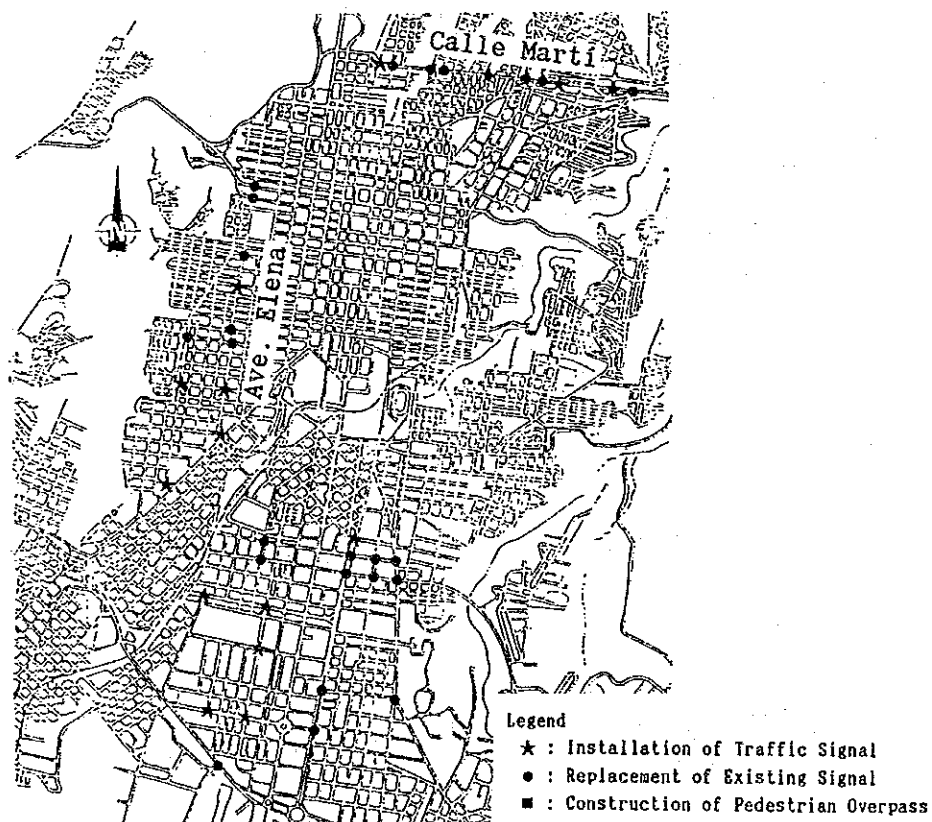 Calle Martí
Ave. Elena
Legend
★ : Installation of Traffic Signal
● : Replacement of Existing Signal
■ : Construction of Pedestrian Overpass